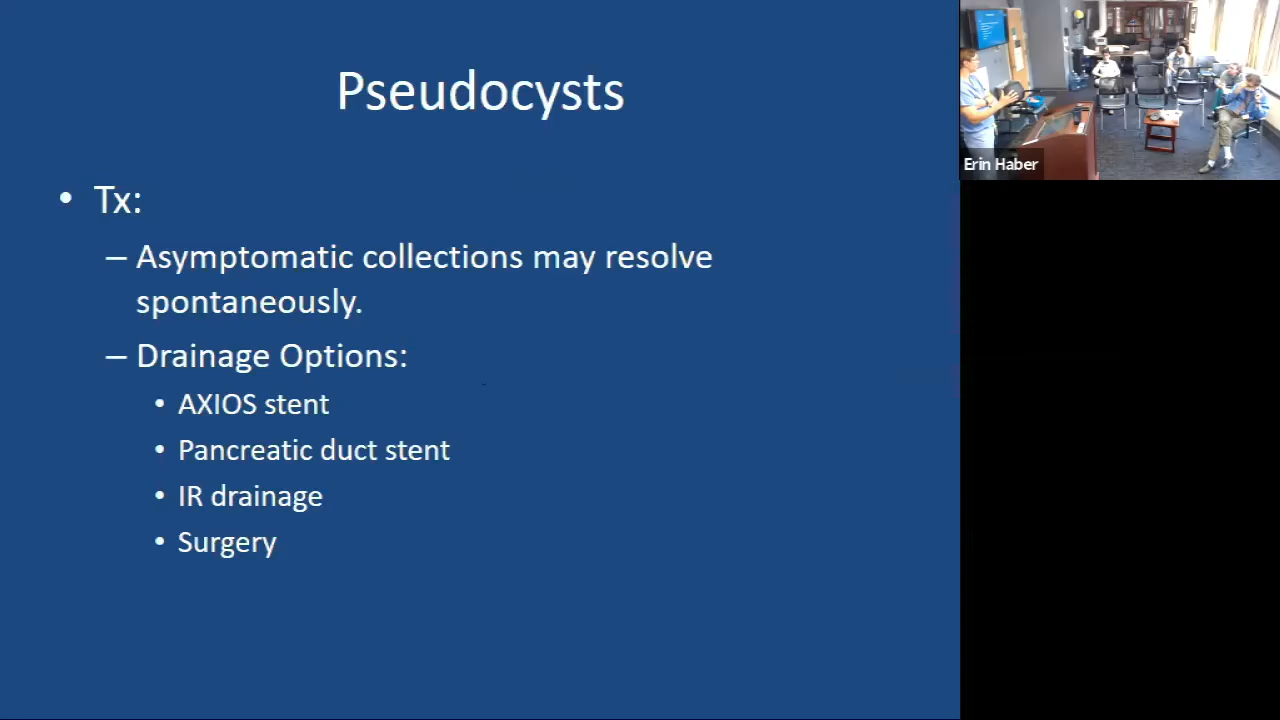 Pseudocysts
• Tx:
– Asymptomatic collections may resolve
spontaneously.
– Drainage Options:
• AXIOS stent
• Pancreatic duct stent
• IR drainage
• Surgery
Erin Haber